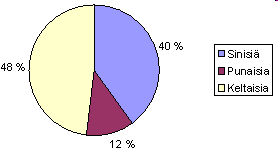 40 %
48 %
12 %
Sinisiä
Punaisia
Keltaisia